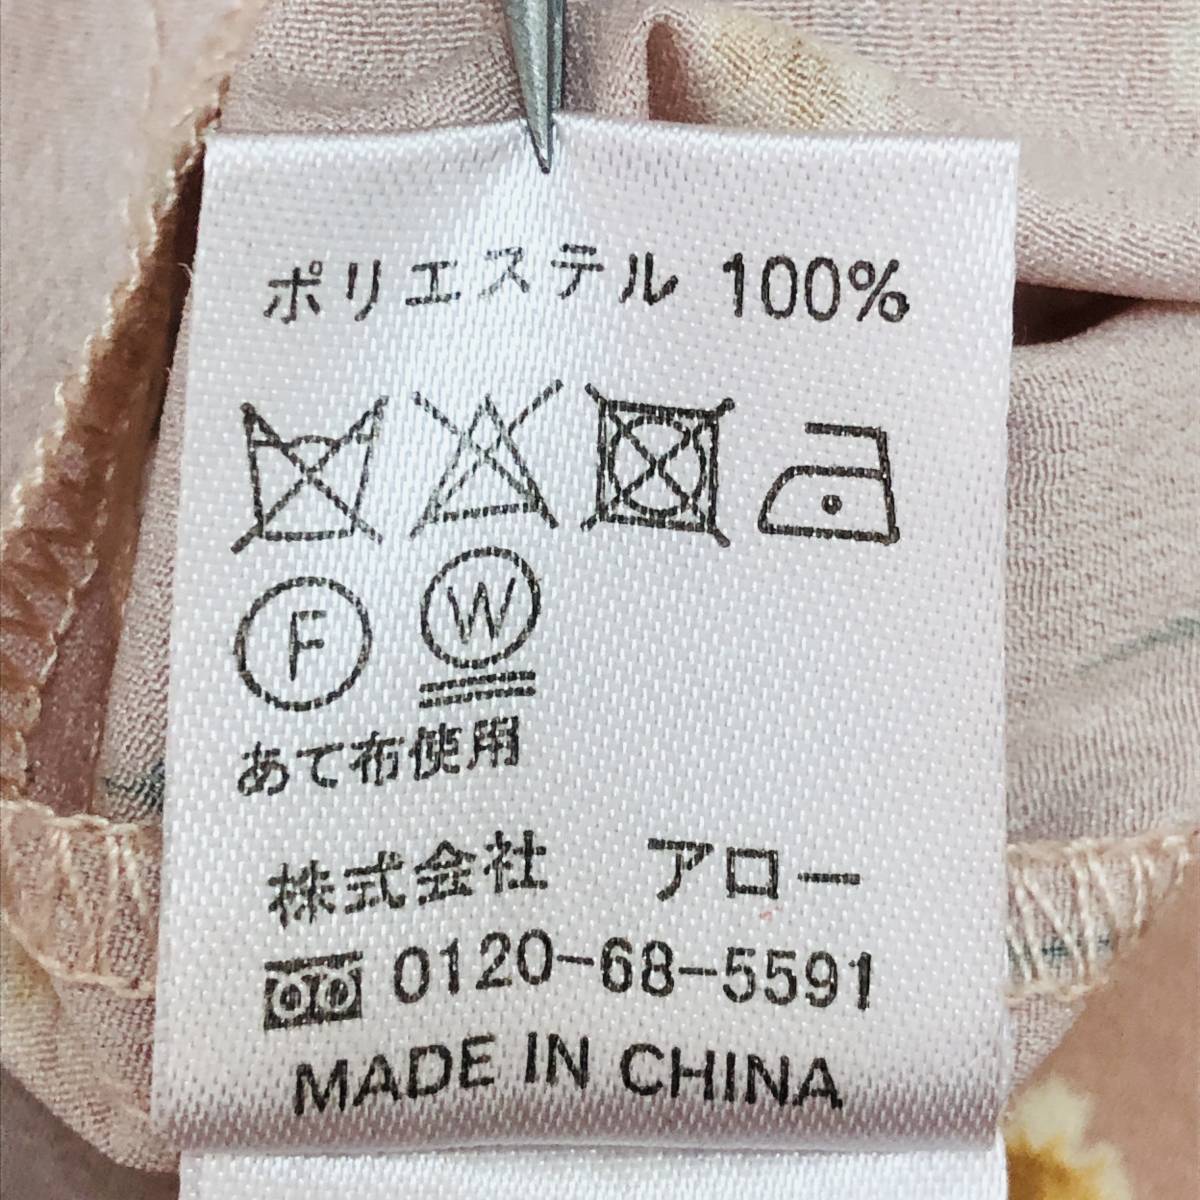 ポリエステル 100%
F W
あて布使用
株式会社 アロー
0120-68-5591
MADE IN CHINA